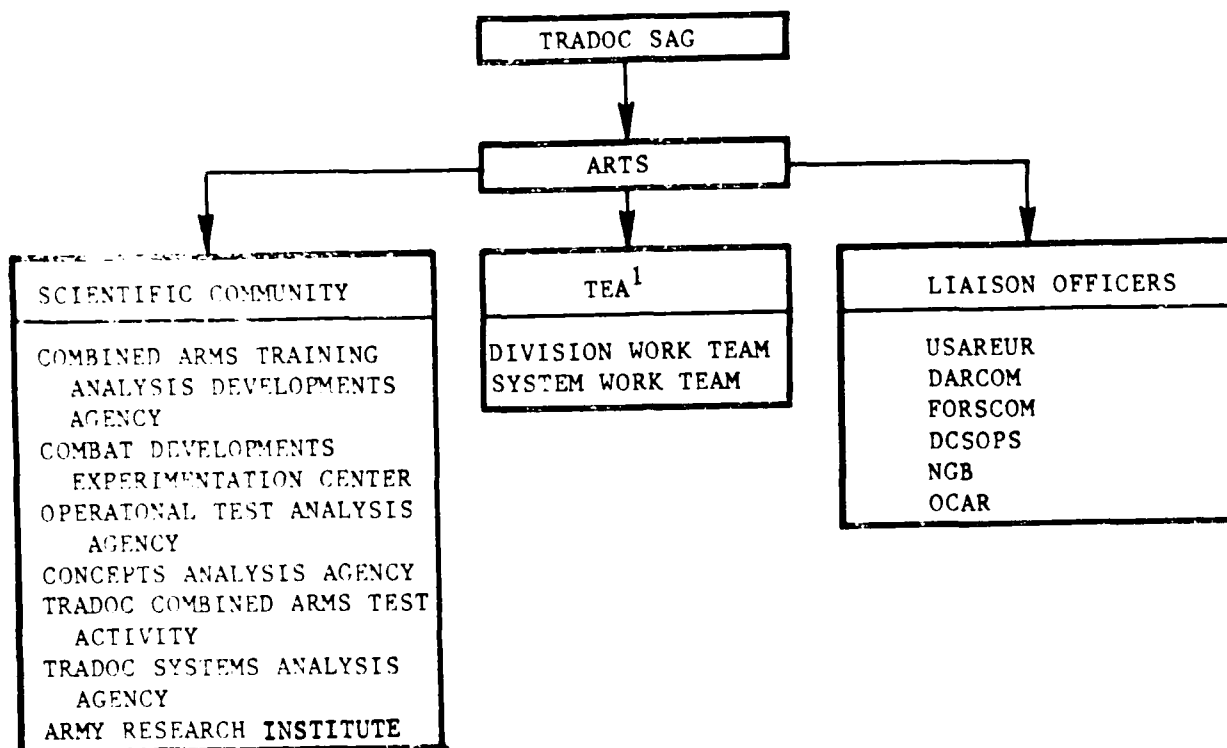 TRADOC SAG
ARTS
SCIENTIFIC COMMUNITY
COMBINED ARMS TRAINING
ANALYSIS DEVELOPMENTS
AGENCY
COMBAT DEVELOPMENTS
EXPERIMENTATION CENTER
OPERATONAL TEST ANALYSIS
AGENCY
CONCEPTS ANALYSIS AGENCY
TRADOC COMBINED ARMS TEST
ACTIVITY
TRADOC SYSTEMS ANALYSIS
AGENCY
ARMY RESEARCH INSTITUTE
TEA¹
DIVISION WORK TEAM
SYSTEM WORK TEAM
LIAISON OFFICERS
USAREUR
DARCOM
FORSCOM
DCSOPS
NGB
OCAR